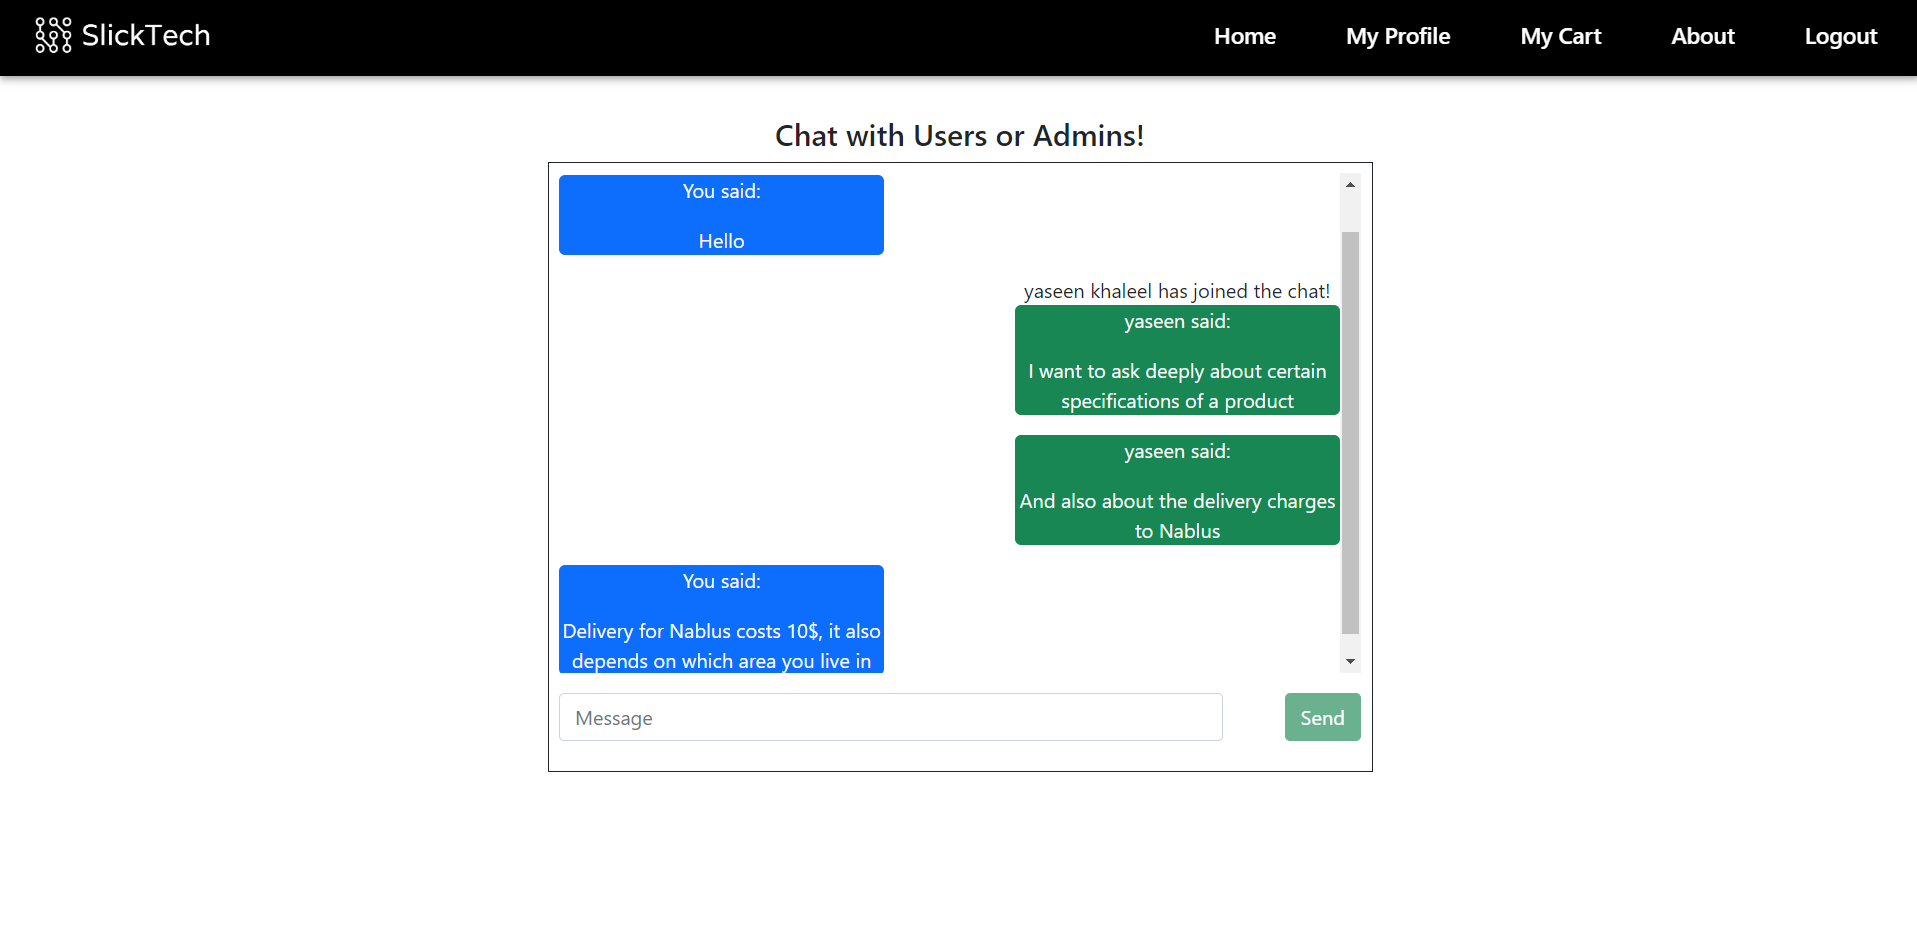 SlickTech
Home
My Profile
My Cart
About
Logout
Chat with Users or Admins!
You said:
Hello
yaseen khaleel has joined the chat!
yaseen said:
I want to ask deeply about certain
specifications of a product
yaseen said:
And also about the delivery charges
to Nablus
You said:
Delivery for Nablus costs 10$, it also
depends on which area you live in
Message
Send